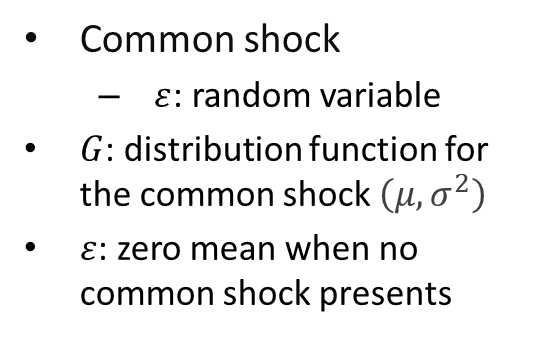 • Common shock
– ε: random variable
• G: distribution function for
the common shock (μ, σ²)
• ε: zero mean when no
common shock presents